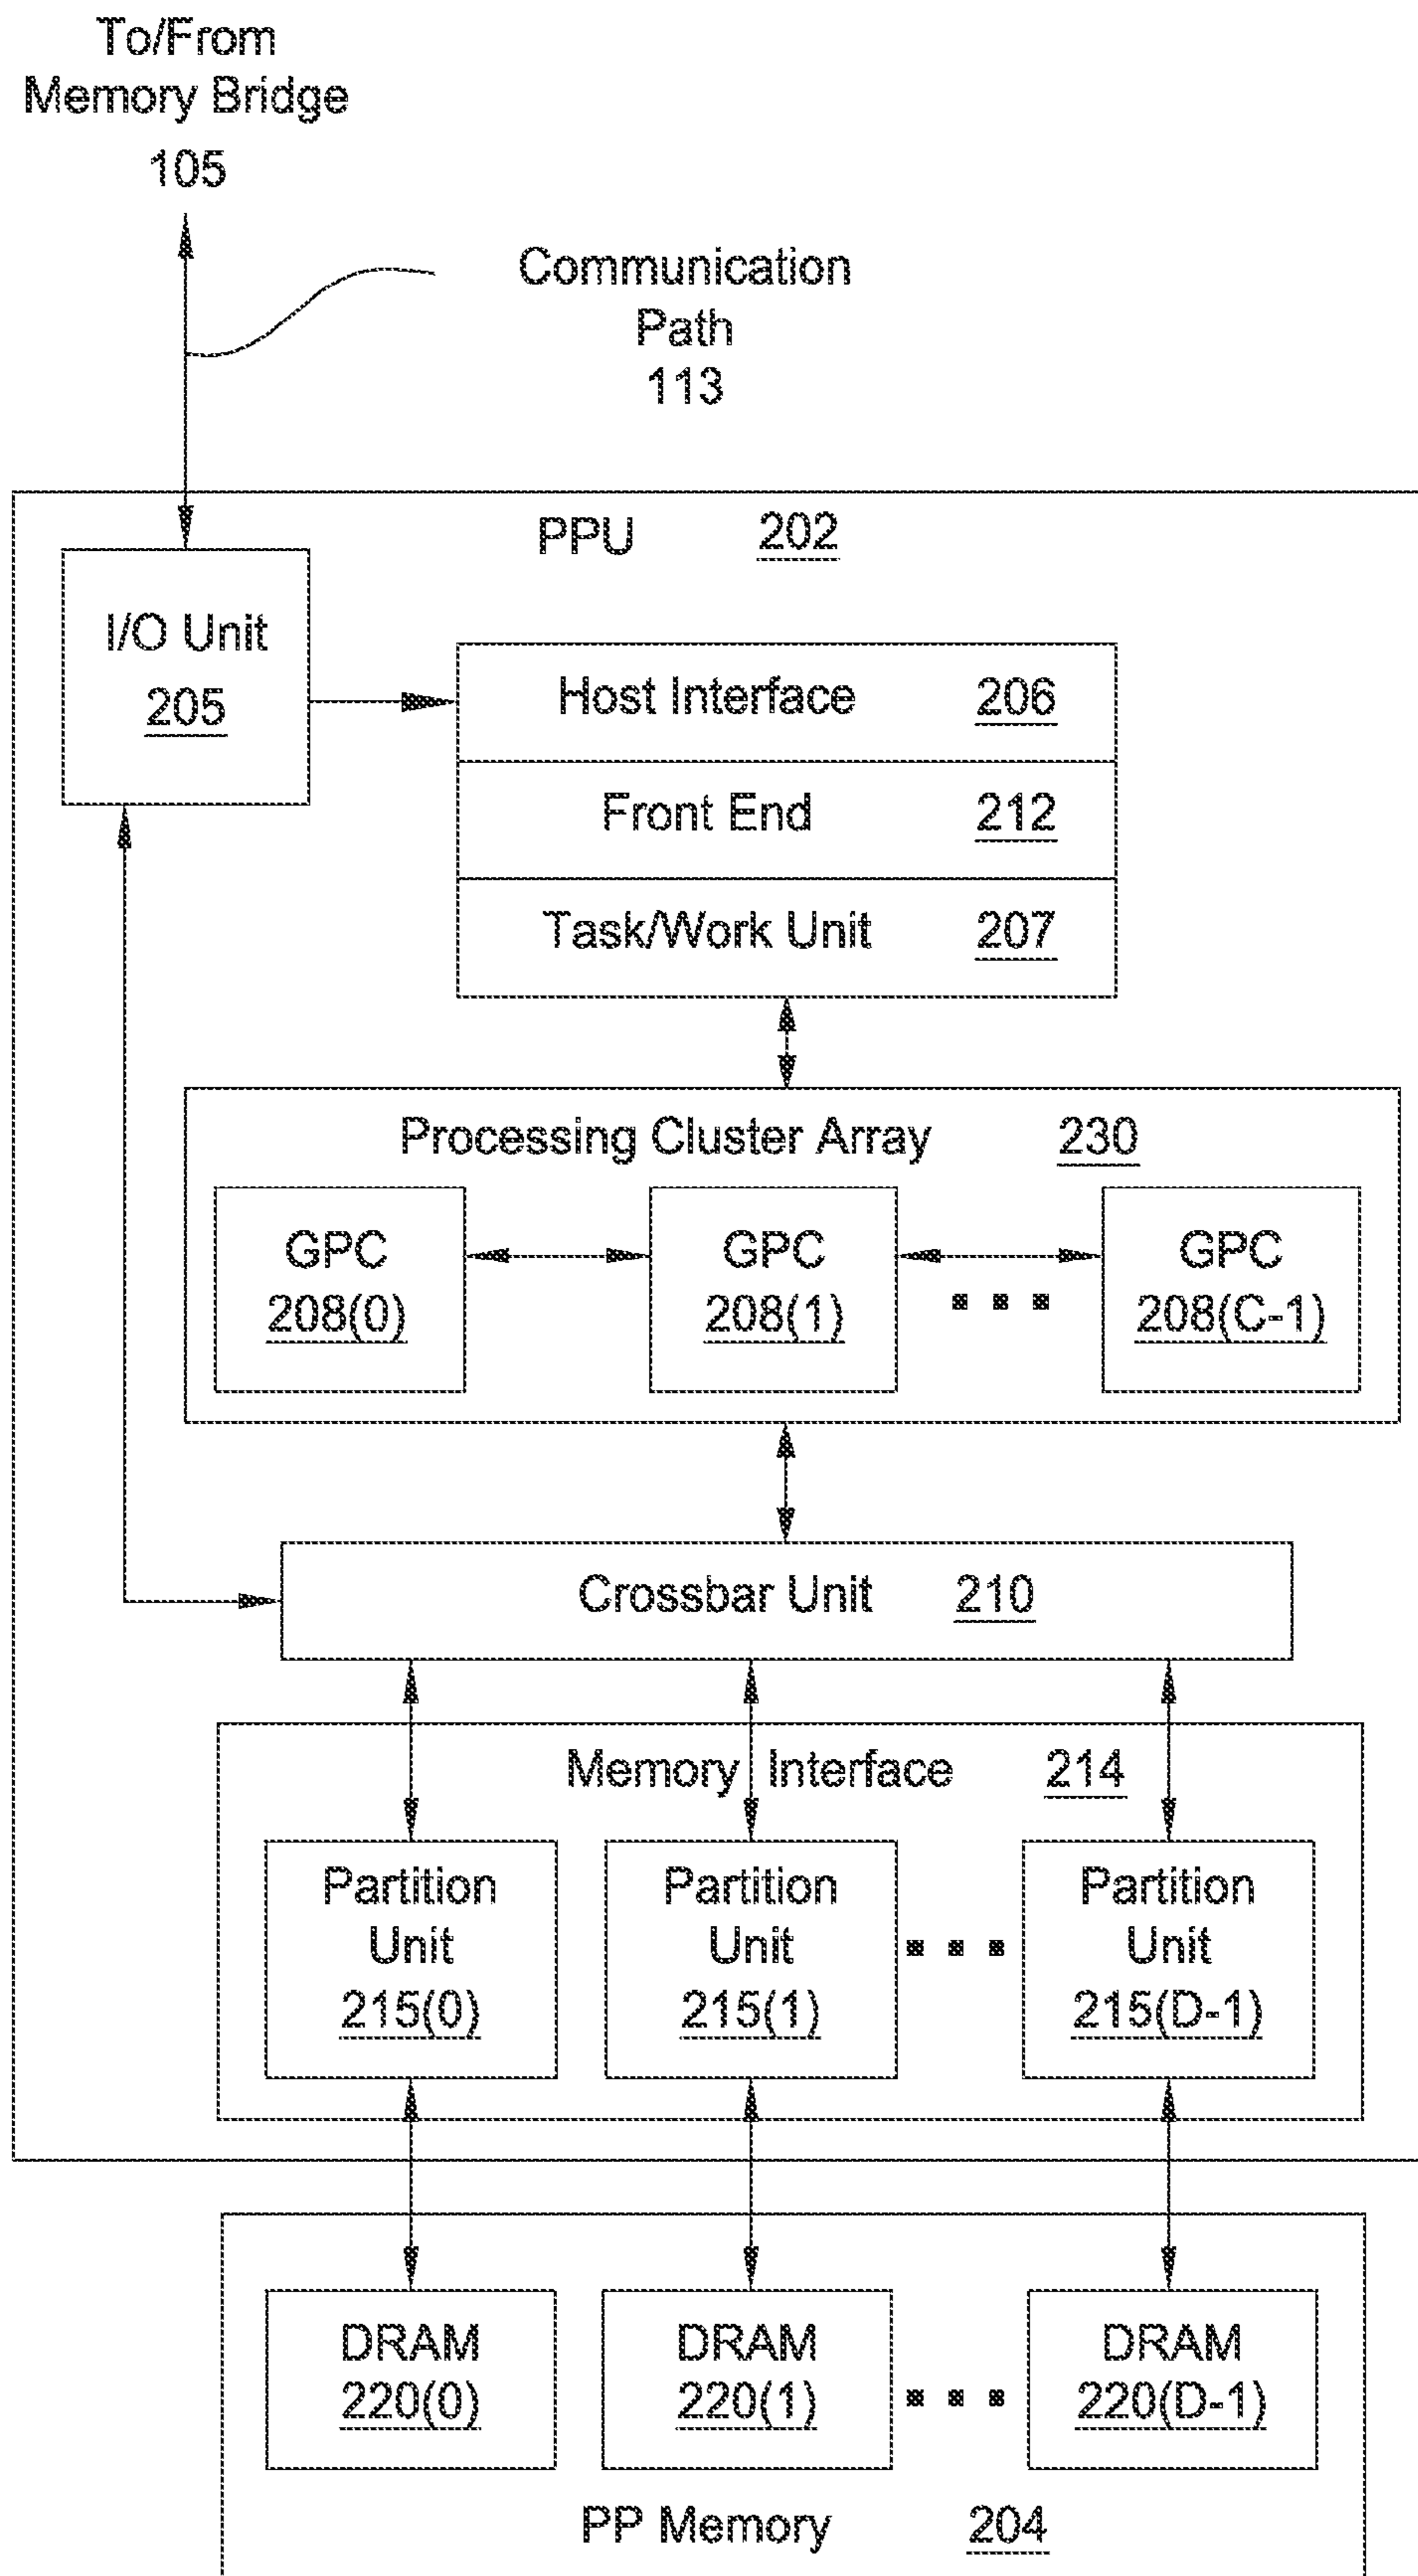 To/From
Memory Bridge
105
Communication
Path
113
PPU 202
I/O Unit
205
Host Interface 206
Front End 212
Task/Work Unit 207
Processing Cluster Array 230
GPC
208(0)
GPC
208(1)
...
GPC
208(C-1)
Crossbar Unit 210
Memory Interface 214
Partition
Unit
215(0)
Partition
Unit
215(1)
...
Partition
Unit
215(D-1)
DRAM
220(0)
DRAM
220(1)
...
DRAM
220(D-1)
PP Memory 204